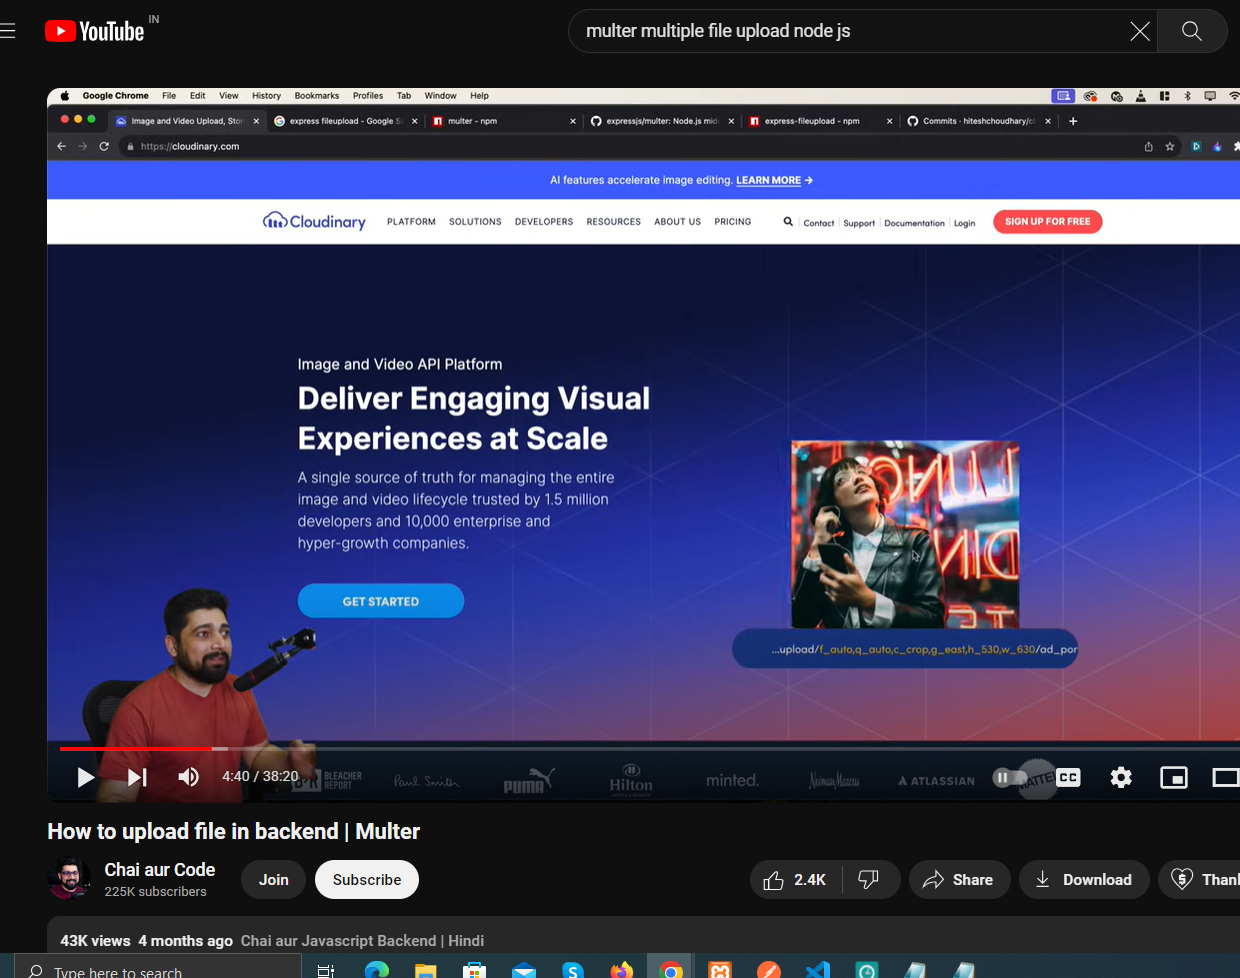 YouTube IN
multer multiple file upload node js
Google Chrome File Edit View History Bookmarks Profiles Tab Window Help
Image and Video Upload, Stor express fileupload - Google Se multer - npm expressjs/multer: Node.js mid express-fileupload - npm Commits · hiteshchoudhary/c
https://cloudinary.com
AI features accelerate image editing. LEARN MORE →
Cloudinary PLATFORM SOLUTIONS DEVELOPERS RESOURCES ABOUT US PRICING Contact Support Documentation Login SIGN UP FOR FREE
Image and Video API Platform
Deliver Engaging Visual
Experiences at Scale
A single source of truth for managing the entire
image and video lifecycle trusted by 1.5 million
developers and 10,000 enterprise and
hyper-growth companies.
GET STARTED
...upload/f_auto,q_auto,c_crop,g_east,h_530,w_630/ad_por
4:40 / 38:20
BLEACHER
REPORT
Paul Smith
PUMA
Hilton
minted.
Neiman Marcus
ATLASSIAN
MATTEL
CC
How to upload file in backend | Multer
Chai aur Code
225K subscribers
Join
Subscribe
2.4K
Share
Download
Thank
43K views 4 months ago Chai aur Javascript Backend | Hindi
Type here to search